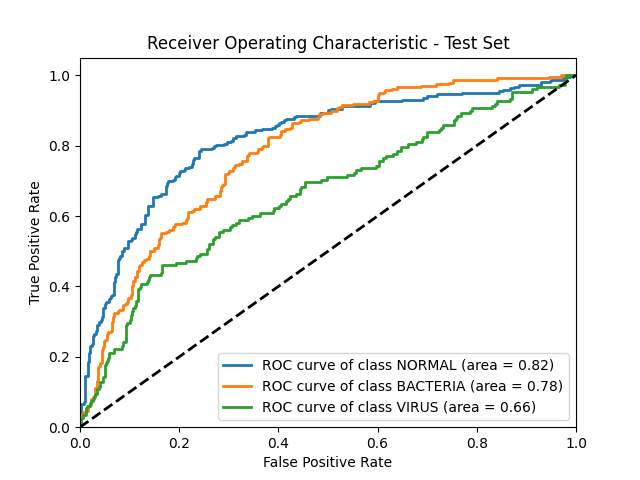 Receiver Operating Characteristic - Test Set
1.0
0.8
0.6
0.4
0.2
0.0
True Positive Rate
ROC curve of class NORMAL (area = 0.82)
ROC curve of class BACTERIA (area = 0.78)
ROC curve of class VIRUS (area = 0.66)
0.0 0.2 0.4 0.6 0.8 1.0
False Positive Rate